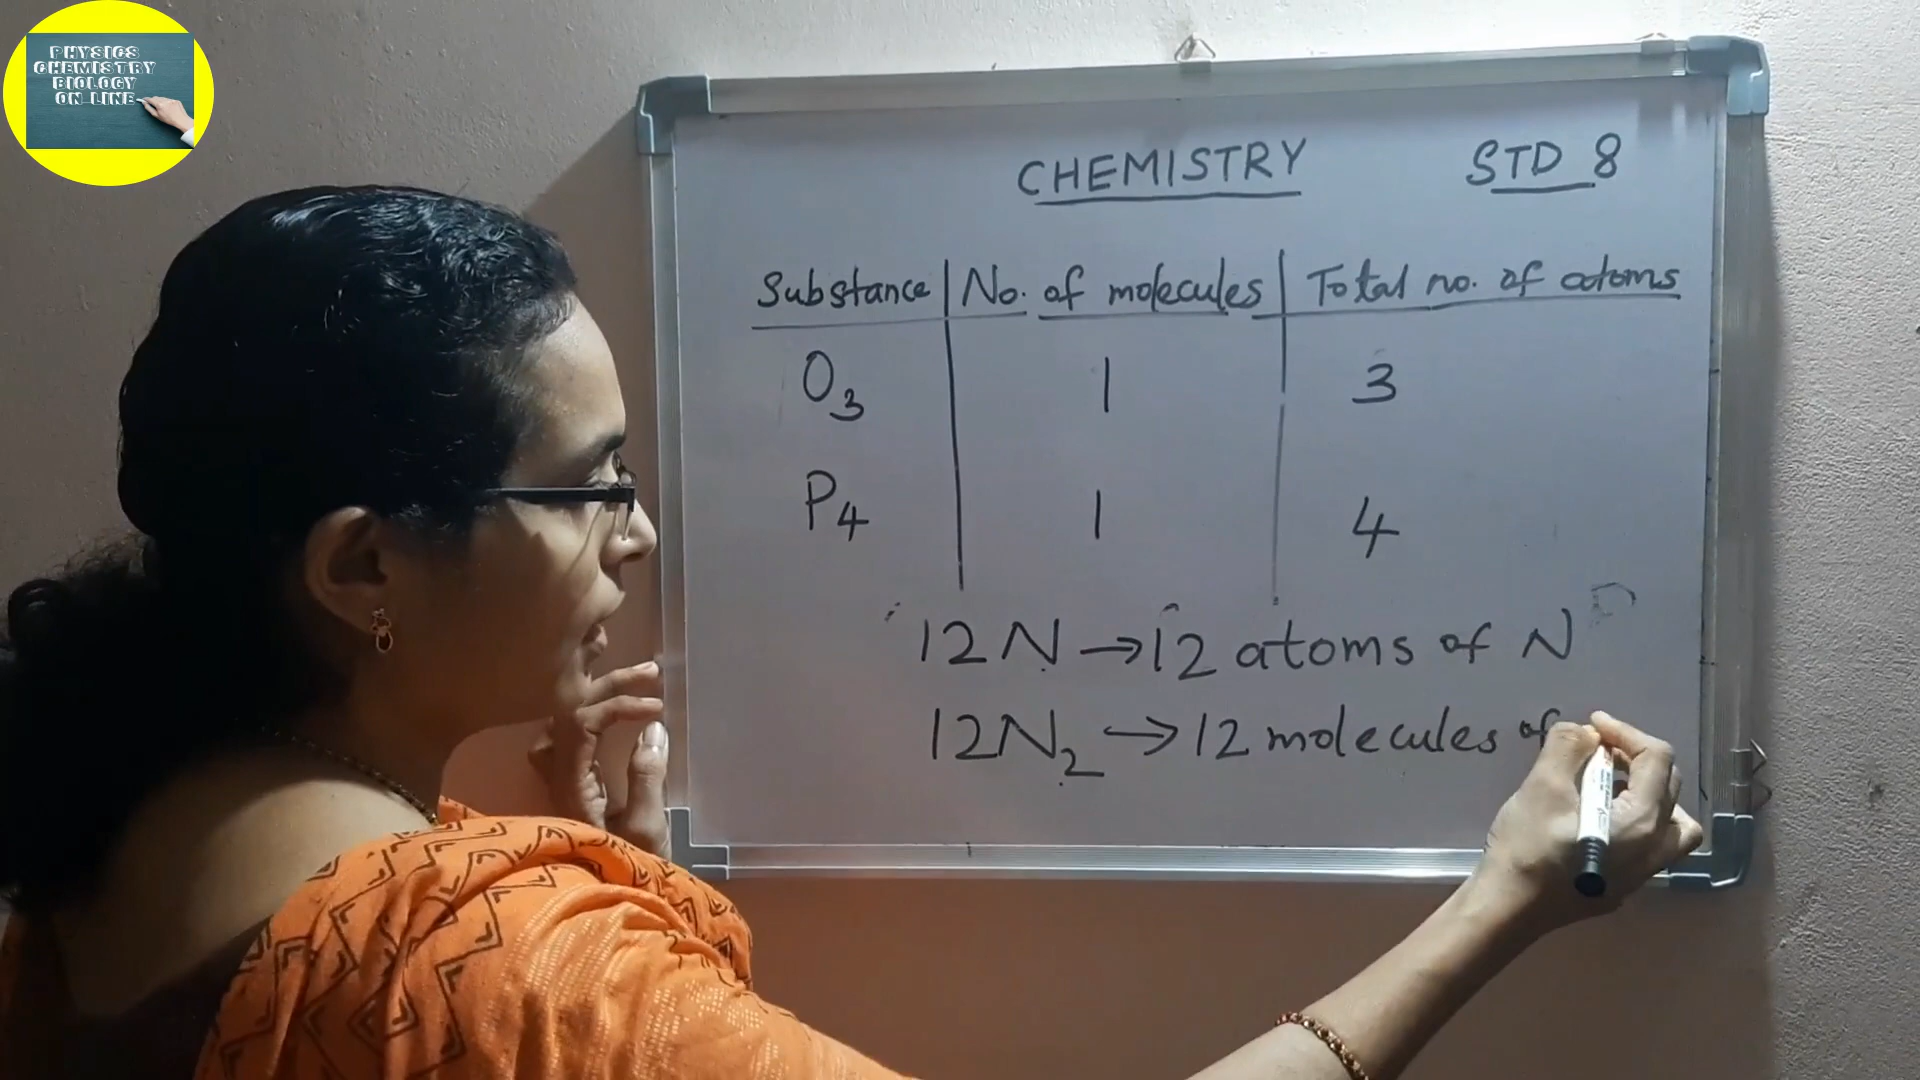 PHYSICS
CHEMISTRY
BIOLOGY
ON LINE
CHEMISTRY STD 8
Substance No. of molecules Total no. of atoms
O₃ 1 3
P₄ 1 4
12N → 12 atoms of N
12N₂ → 12 molecules of